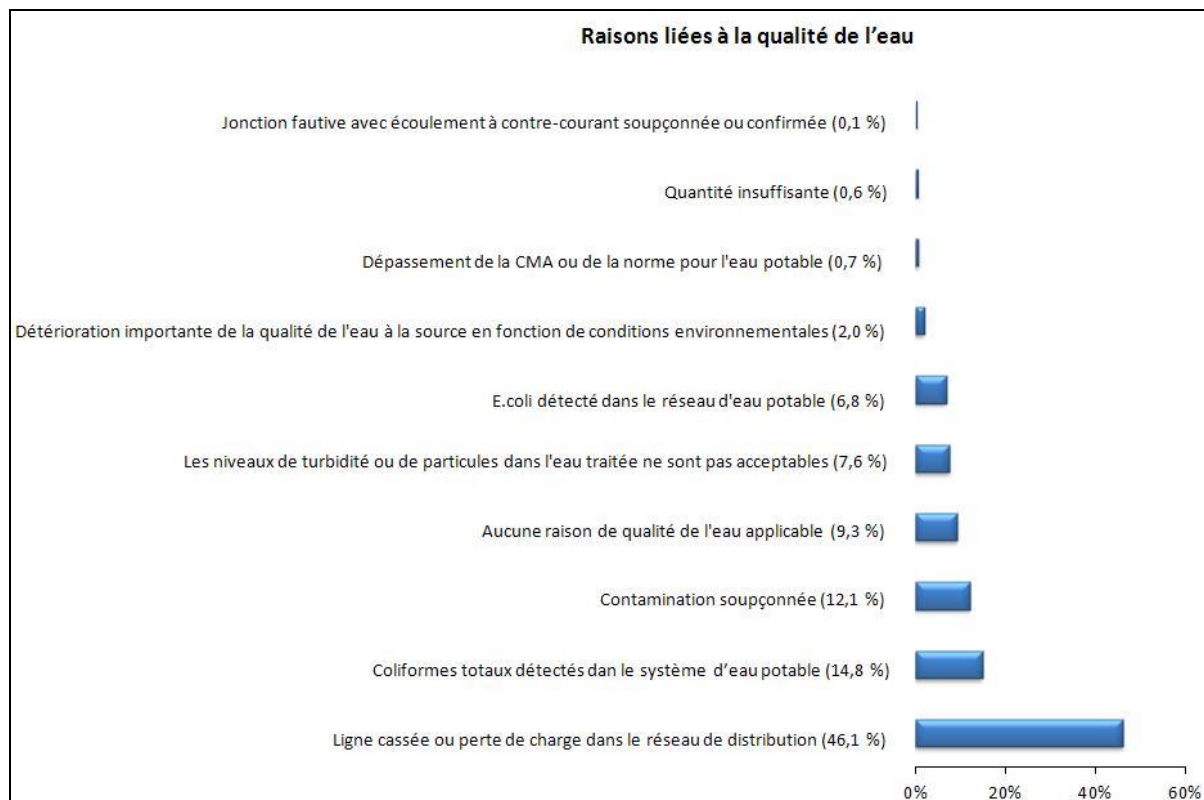 Raisons liées à la qualité de l’eau
Jonction fautive avec écoulement à contre-courant soupçonnée ou confirmée (0,1 %)
Quantité insuffisante (0,6 %)
Dépassement de la CMA ou de la norme pour l'eau potable (0,7 %)
Détérioration importante de la qualité de l'eau à la source en fonction de conditions environnementales (2,0 %)
E.coli détecté dans le réseau d'eau potable (6,8 %)
Les niveaux de turbidité ou de particules dans l'eau traitée ne sont pas acceptables (7,6 %)
Aucune raison de qualité de l'eau applicable (9,3 %)
Contamination soupçonnée (12,1 %)
Coliformes totaux détectés dan le système d’eau potable (14,8 %)
Ligne cassée ou perte de charge dans le réseau de distribution (46,1 %)
0% 20% 40% 60%